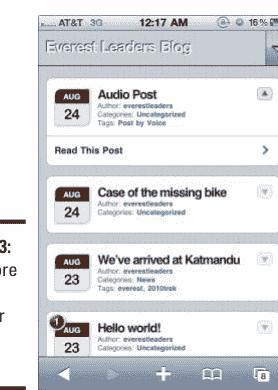 AT&T 3G 12:17 AM 16%
Everest Leaders Blog
AUG
24
Audio Post
Author: everestleaders
Categories: Uncategorized
Tags: Post by Voice
Read This Post
AUG
24
Case of the missing bike
Author: everestleaders
Categories: Uncategorized
3:
ore
r
AUG
23
We've arrived at Katmandu
Author: everestleaders
Categories: News
Tags: everest, 2010trek
1
AUG
23
Hello world!
Author: everestleaders
Categories: Uncategorized
8